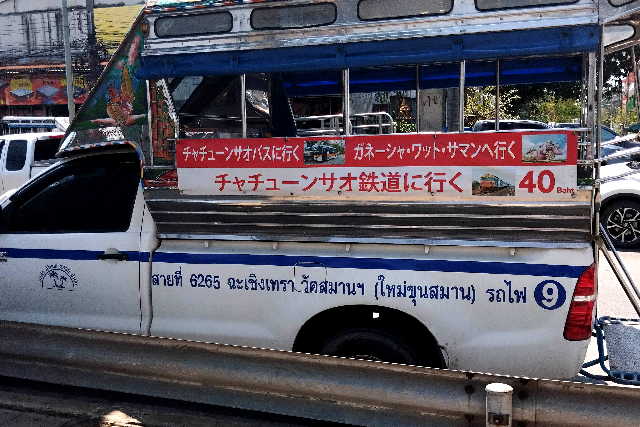 チャチューンサオバスに行く ガネーシャ・ワット・サマンへ行く
チャチューンサオ鉄道に行く 40 Baht
สายที่ 6265 ฉะเชิงเทรา วัดสมานฯ (ใหม่ขุนสมาน) รถไฟ 9